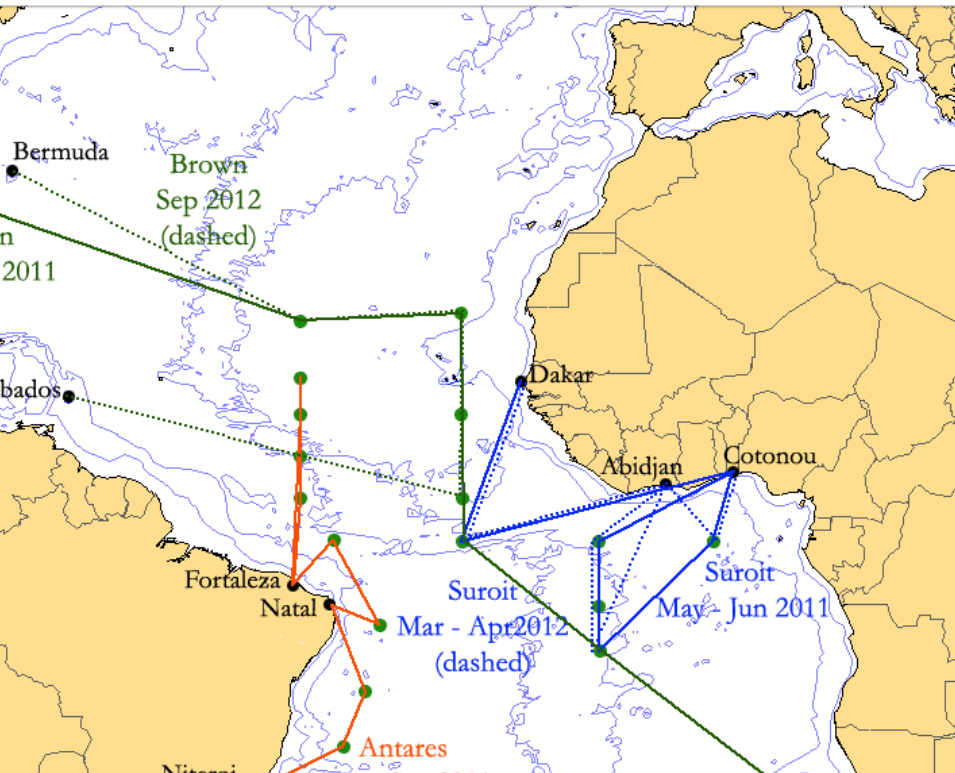 Bermuda
Brown
Sep 2012
(dashed)
n
2011
Dakar
bados
Abidjan
Cotonou
Fortaleza
Natal
Suroit
Mar - Apr2012
(dashed)
Suroit
May - Jun 2011
Antares
Niteroi